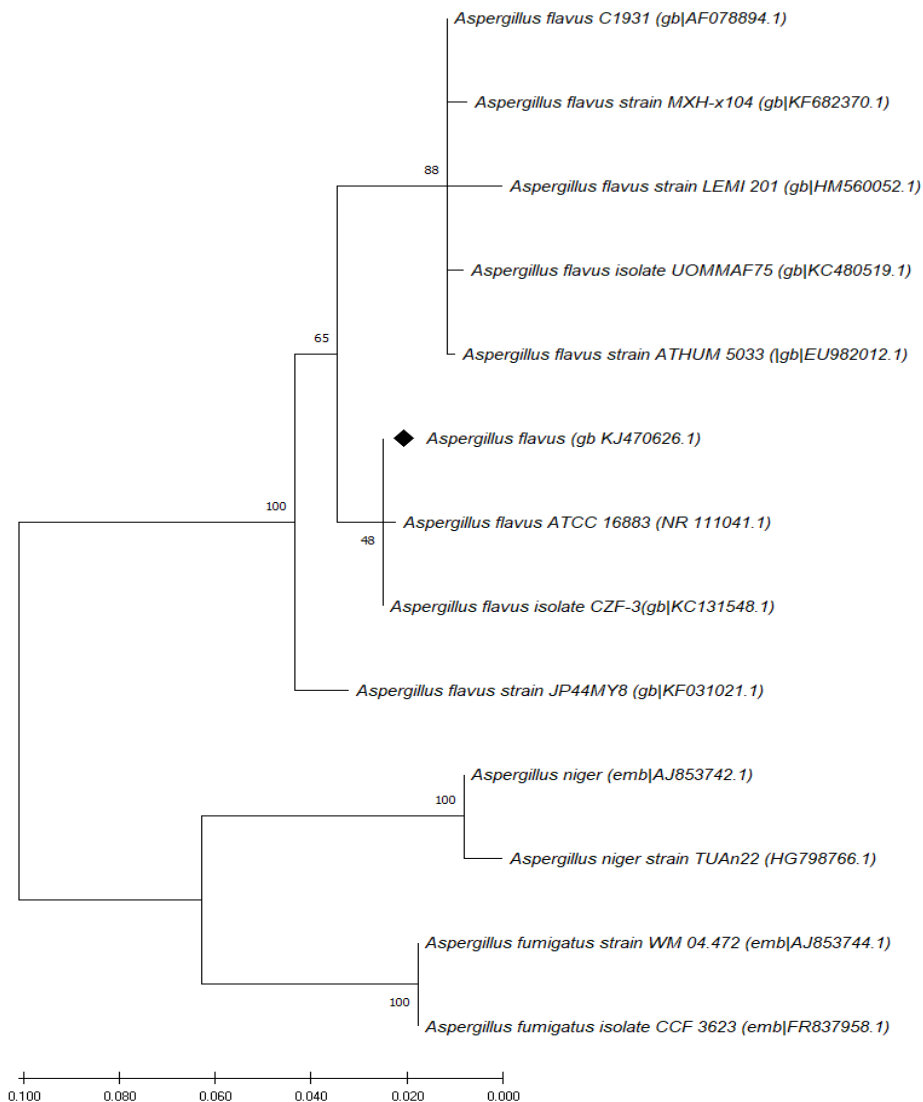 Aspergillus flavus C1931 (gb|AF078894.1)
Aspergillus flavus strain MXH-x104 (gb|KF682370.1)
88
Aspergillus flavus strain LEMI 201 (gb|HM560052.1)
Aspergillus flavus isolate UOMMAF75 (gb|KC480519.1)
65
Aspergillus flavus strain ATHUM 5033 (|gb|EU982012.1)
Aspergillus flavus (gb KJ470626.1)
100
Aspergillus flavus ATCC 16883 (NR 111041.1)
48
Aspergillus flavus isolate CZF-3(gb|KC131548.1)
Aspergillus flavus strain JP44MY8 (gb|KF031021.1)
Aspergillus niger (emb|AJ853742.1)
100
Aspergillus niger strain TUAn22 (HG798766.1)
Aspergillus fumigatus strain WM 04.472 (emb|AJ853744.1)
100
Aspergillus fumigatus isolate CCF 3623 (emb|FR837958.1)
0.100 0.080 0.060 0.040 0.020 0.000